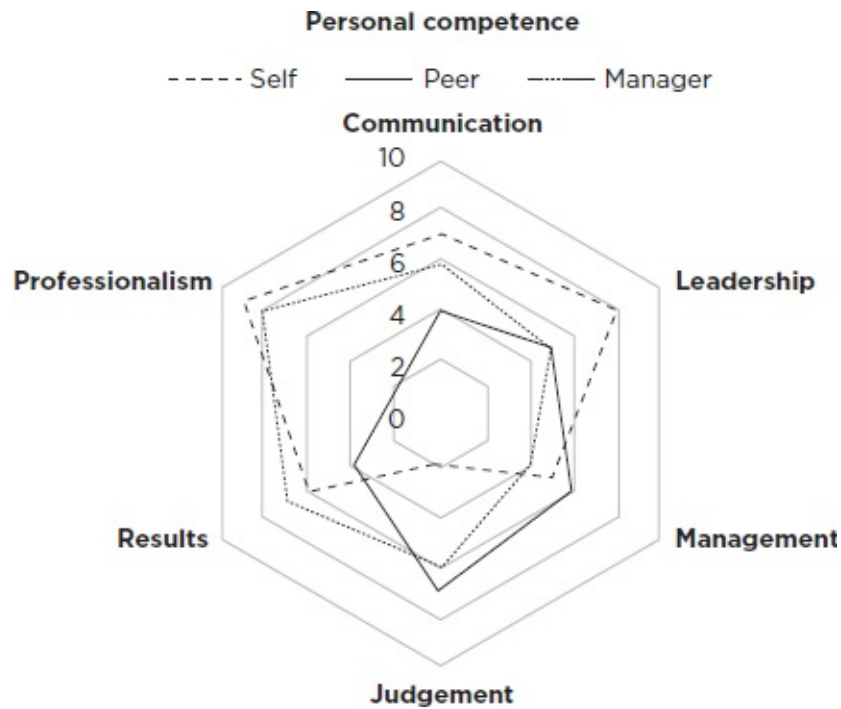 Personal competence
Self Peer Manager
Communication
10
8
6
4
2
0
Professionalism
Leadership
Results
Management
Judgement